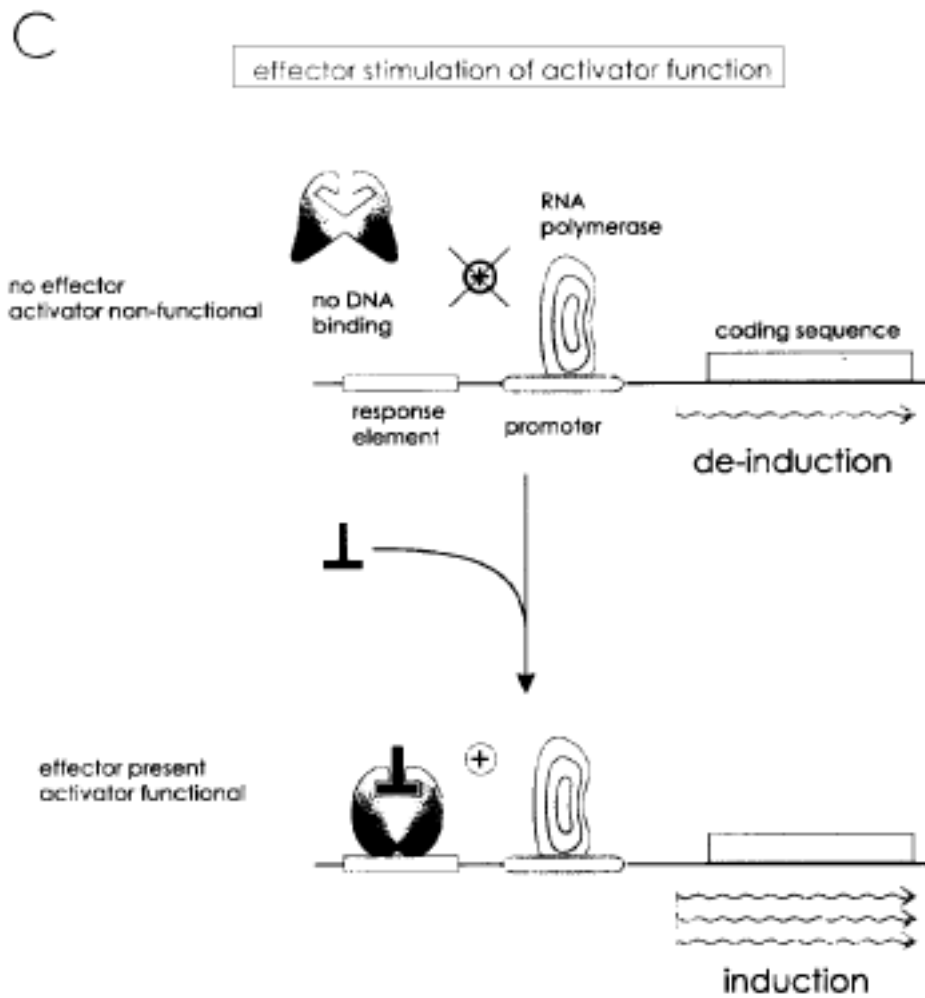 C
effector stimulation of activator function
RNA
polymerase
no effector
activator non-functional
no DNA
binding
+
coding sequence
response
element
promoter
de-induction
effector present
activator functional
+
induction